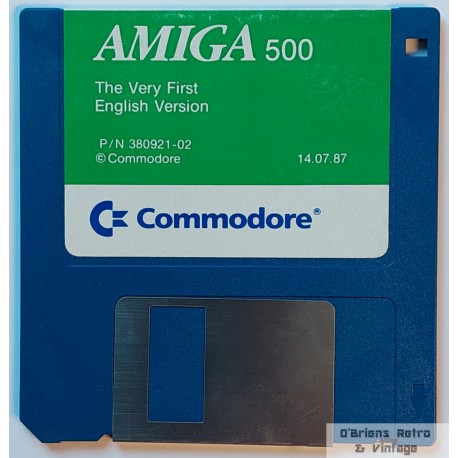 AMIGA 500
The Very First
English Version
P/N 380921-02
© Commodore 14.07.87
Commodore®
O'Briens Retro
& Vintage